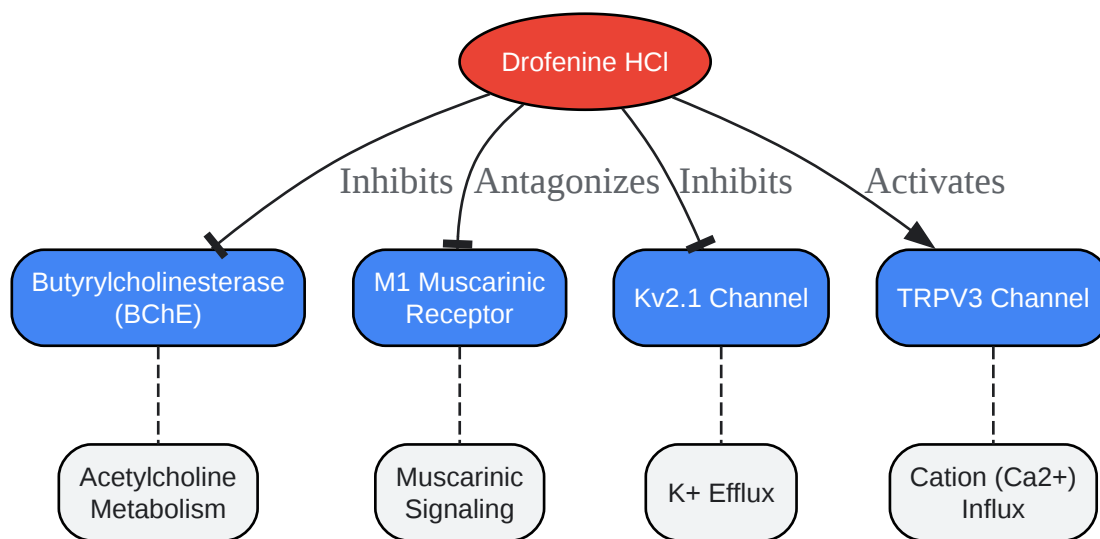 Drofenine HCl
Inhibits
Antagonizes
Inhibits
Activates
Butyrylcholinesterase
(BChE)
M1 Muscarinic
Receptor
Kv2.1 Channel
TRPV3 Channel
Acetylcholine
Metabolism
Muscarinic
Signaling
K+ Efflux
Cation (Ca2+)
Influx